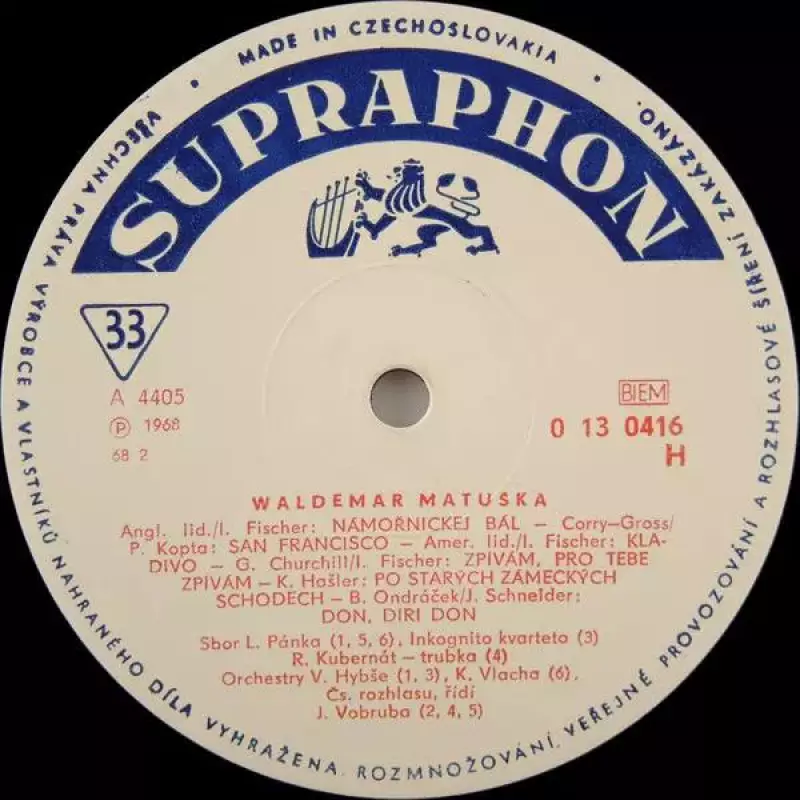 MADE IN CZECHOSLOVAKIA
SUPRAPHON
33
A 4405
Ⓟ 1968
68 2
BIEM
0 13 0416
H
WALDEMAR MATUŠKA
Angl. lid./I. Fischer: NÁMOŘNICKEJ BÁL – Corry–Gross/
P. Kopta: SAN FRANCISCO – Amer. lid./I. Fischer: KLA-
DIVO – G. Churchill/I. Fischer: ZPÍVÁM, PRO TEBE
ZPÍVÁM – K. Hašler: PO STARÝCH ZÁMECKÝCH
SCHODECH – B. Ondráček/J. Schneider:
DON, DIRI DON
Sbor L. Pánka (1, 5, 6), Inkognito kvarteto (3)
R. Kubernát – trubka (4)
Orchestry V. Hybše (1, 3), K. Vlacha (6),
Čs. rozhlasu, řídí
J. Vobruba (2, 4, 5)
VŠECHNA PRÁVA VÝROBCE A VLASTNÍKŮ NAHRANÉHO DÍLA VYHRAŽENA. ROZMNOŽOVÁNÍ, VEŘEJNÉ PROVOZOVÁNÍ A ROZHLASOVÉ ŠÍŘENÍ ZAKÁZÁNO.